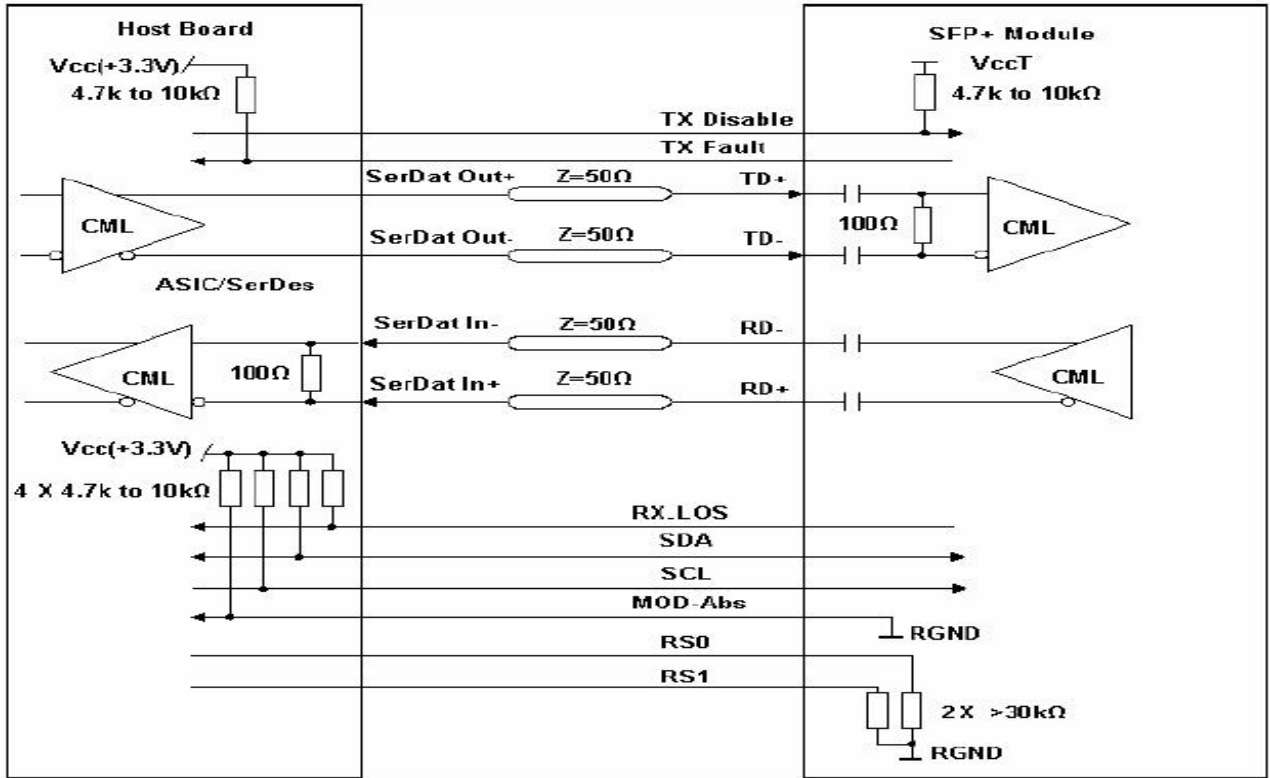 Host Board
SFP+ Module
Vcc(+3.3V)
VccT
4.7k to 10kΩ
4.7k to 10kΩ
TX Disable
TX Fault
SerDat Out+
Z=50Ω
TD+
CML
100Ω
CML
SerDat Out-
Z=50Ω
TD-
ASIC/SerDes
SerDat In-
Z=50Ω
RD-
100Ω
CML
CML
SerDat In+
Z=50Ω
RD+
Vcc(+3.3V)
4 X 4.7k to 10kΩ
RX_LOS
SDA
SCL
MOD-Abs
RGND
RS0
RS1
2X >30kΩ
RGND